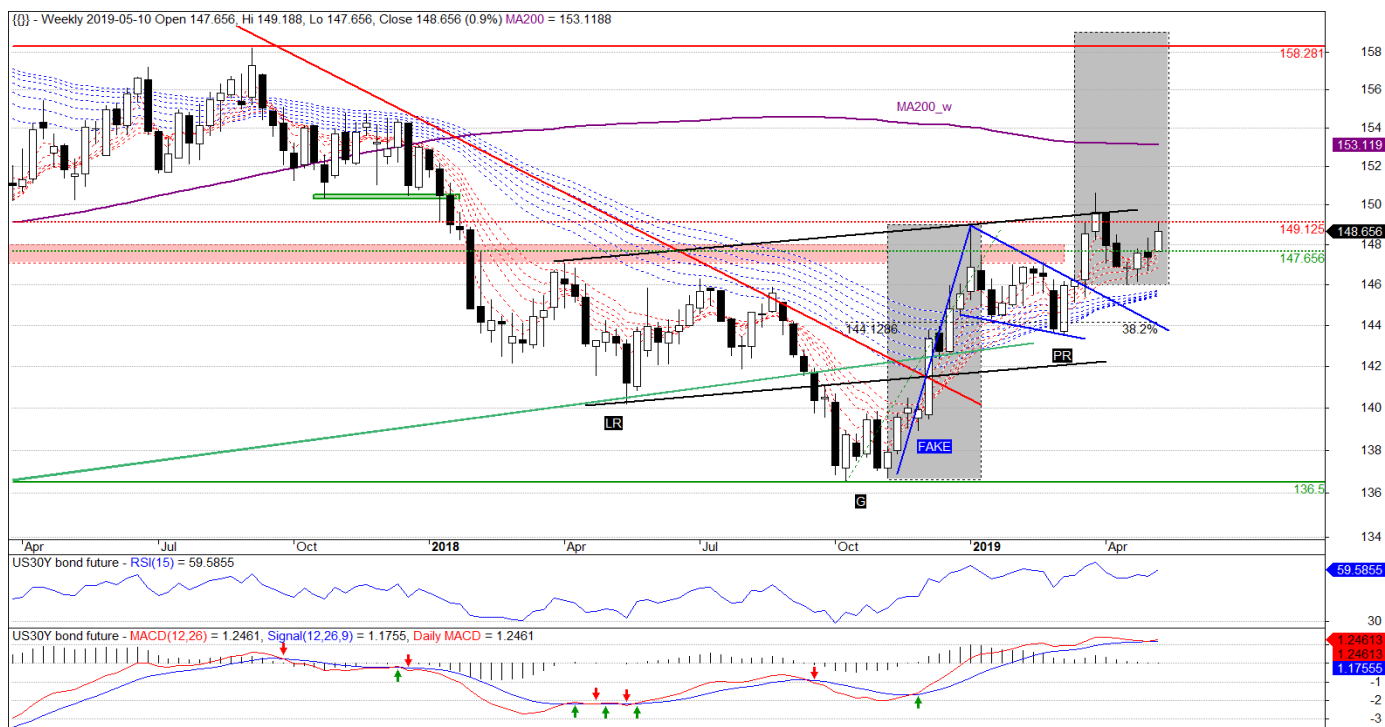 {{}} - Weekly 2019-05-10 Open 147.656, Hi 149.188, Lo 147.656, Close 148.656 (0.9%) MA200 = 153.1188
158
158.281
156
MA200_w
154
153.119
152
150
149.125
148.656
148
147.656
146
144.1286
38.2%
144
PR
142
LR
140
FAKE
138
G
136.5
136
134
Apr
Jul
Oct
2018
Apr
Jul
Oct
2019
Apr
US30Y bond future - RSI(15) = 59.5855
59.5855
30
US30Y bond future - MACD(12,26) = 1.2461, Signal(12,26,9) = 1.1755, Daily MACD = 1.2461
1.24613
1.24613
1.17555
-1
-2
-3